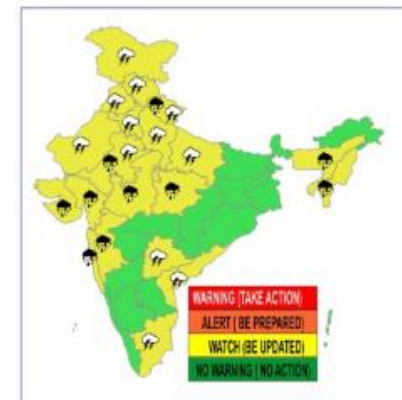 WARNING (TAKE ACTION)
ALERT ( BE PREPARED)
WATCH (BE UPDATED)
NO WARNING ( NO ACTION)